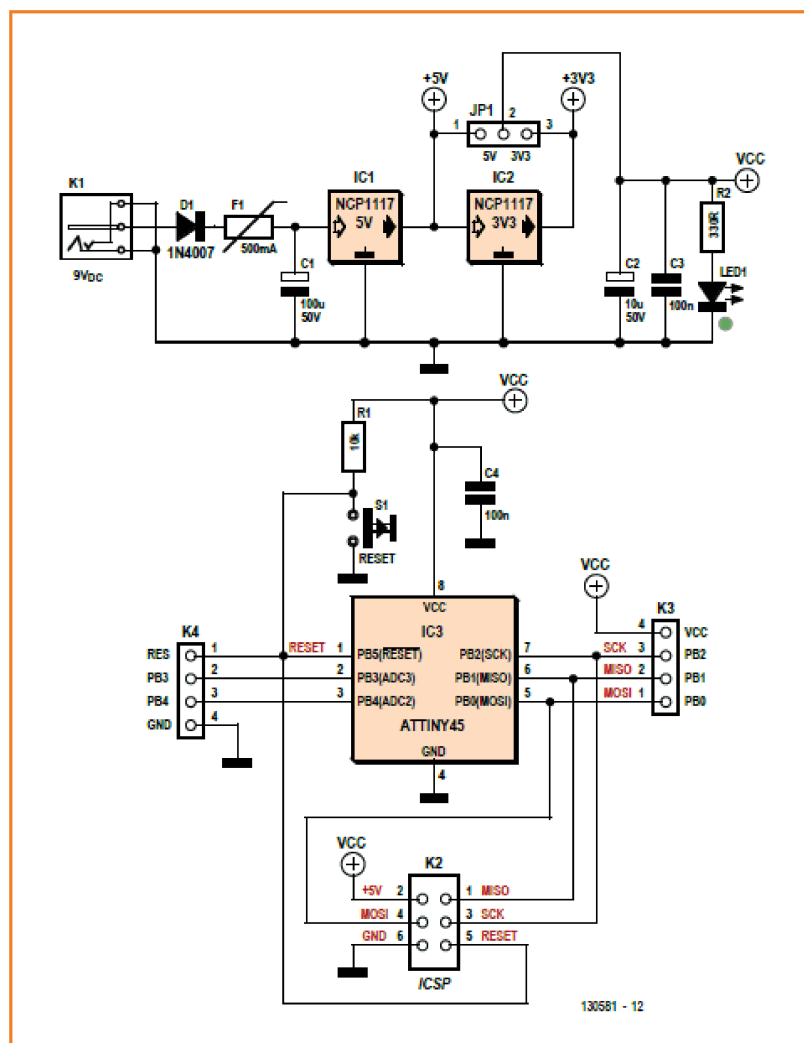 +5V
+3V3
JP1
1 2 3
5V 3V3
VCC
K1
D1
F1
IC1
IC2
R2
330R
NCP1117
5V
NCP1117
3V3
1N4007
500mA
9VDC
C1
100u
50V
C2
10u
50V
C3
100n
LED1
VCC
R1
10k
C4
100n
S1
RESET
VCC
8
VCC
IC3
K4
K3
4 VCC
RES 1 RESET 1 PB5(RESET) PB2(SCK) 7 SCK 3 PB2
PB3 2 2 PB3(ADC3) PB1(MISO) 6 MISO 2 PB1
PB4 3 3 PB4(ADC2) PB0(MOSI) 5 MOSI 1 PB0
GND 4
ATTINY45
GND
4
VCC
K2
+5V 2 1 MISO
MOSI 4 3 SCK
GND 6 5 RESET
ICSP
130581 - 12